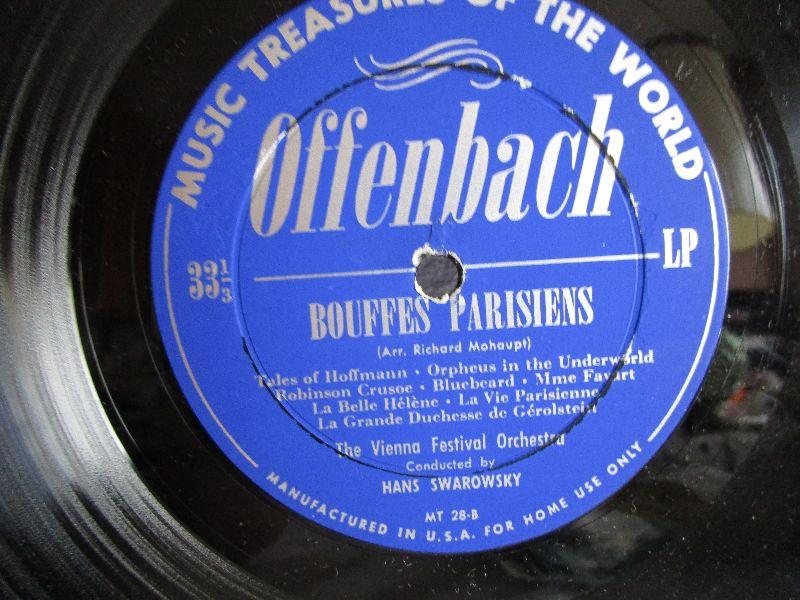 MUSIC TREASURES OF THE WORLD
Offenbach
33 1/3
LP
BOUFFES PARISIENS
(Arr. Richard Mohaupt)
Tales of Hoffmann • Orpheus in the Underworld
Robinson Crusoe • Bluebeard • Mme Favart
La Belle Hélène • La Vie Parisienne
La Grande Duchesse de Gérolstein
The Vienna Festival Orchestra
Conducted by
HANS SWAROWSKY
MT 28-B
MANUFACTURED IN U.S.A. FOR HOME USE ONLY